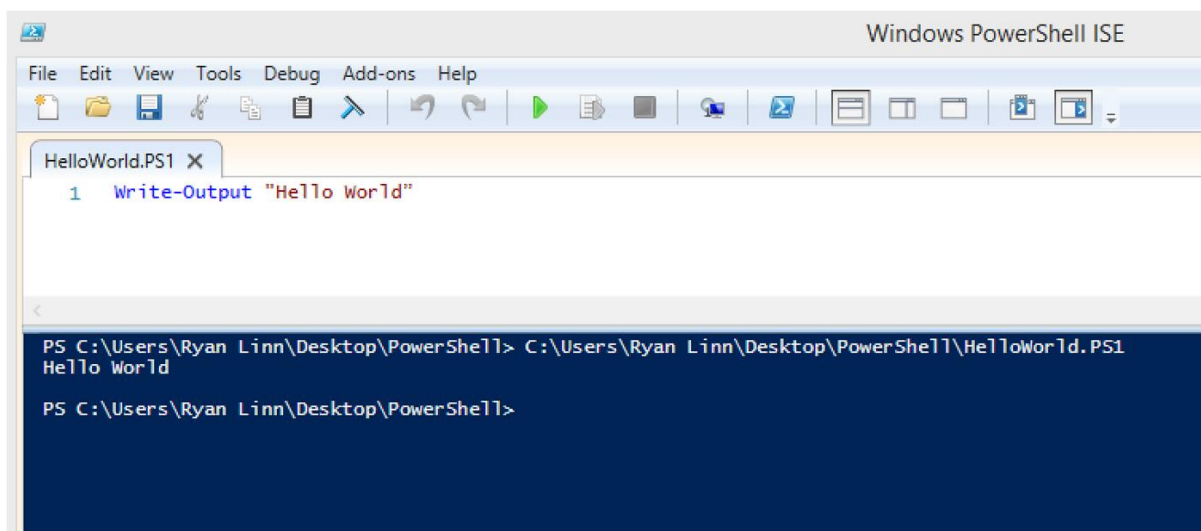 Windows PowerShell ISE
File Edit View Tools Debug Add-ons Help
HelloWorld.PS1
1 Write-Output "Hello World”
PS C:\Users\Ryan Linn\Desktop\PowerShell> C:\Users\Ryan Linn\Desktop\PowerShell\HelloWorld.PS1
Hello World
PS C:\Users\Ryan Linn\Desktop\PowerShell>